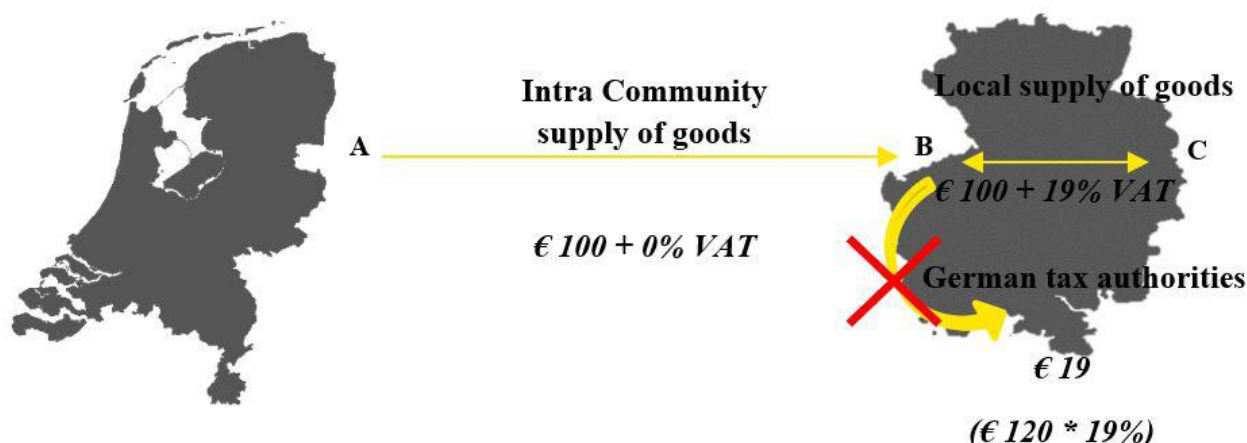 Intra Community
supply of goods
Local supply of goods
A
B
C
€ 100 + 19% VAT
€ 100 + 0% VAT
German tax authorities
€ 19
(€ 120 * 19%)